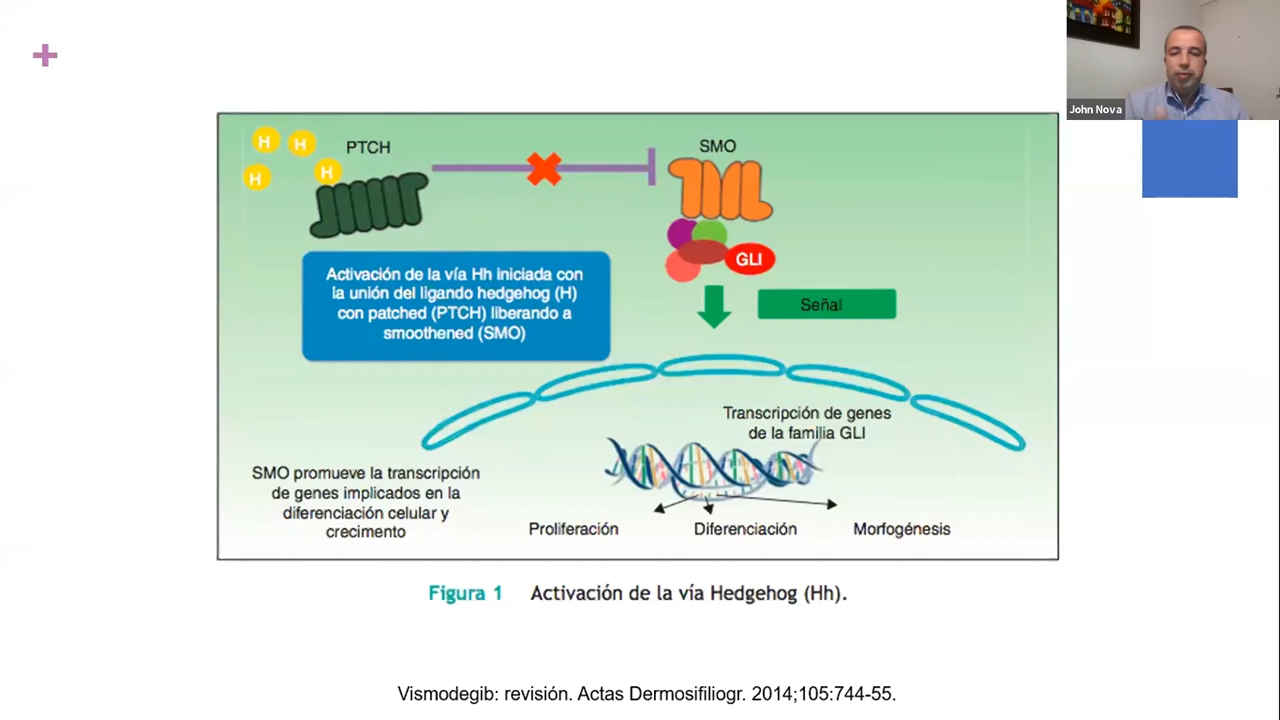 John Nova
H
H
H
H
PTCH
SMO
GLI
Activación de la vía Hh iniciada con
la unión del ligando hedgehog (H)
con patched (PTCH) liberando a
smoothened (SMO)
Señal
Transcripción de genes
de la familia GLI
SMO promueve la transcripción
de genes implicados en la
diferenciación celular y
crecimiento
Proliferación
Diferenciación
Morfogénesis
Figura 1 Activación de la vía Hedgehog (Hh).
Vismodegib: revisión. Actas Dermosifiliogr. 2014;105:744-55.